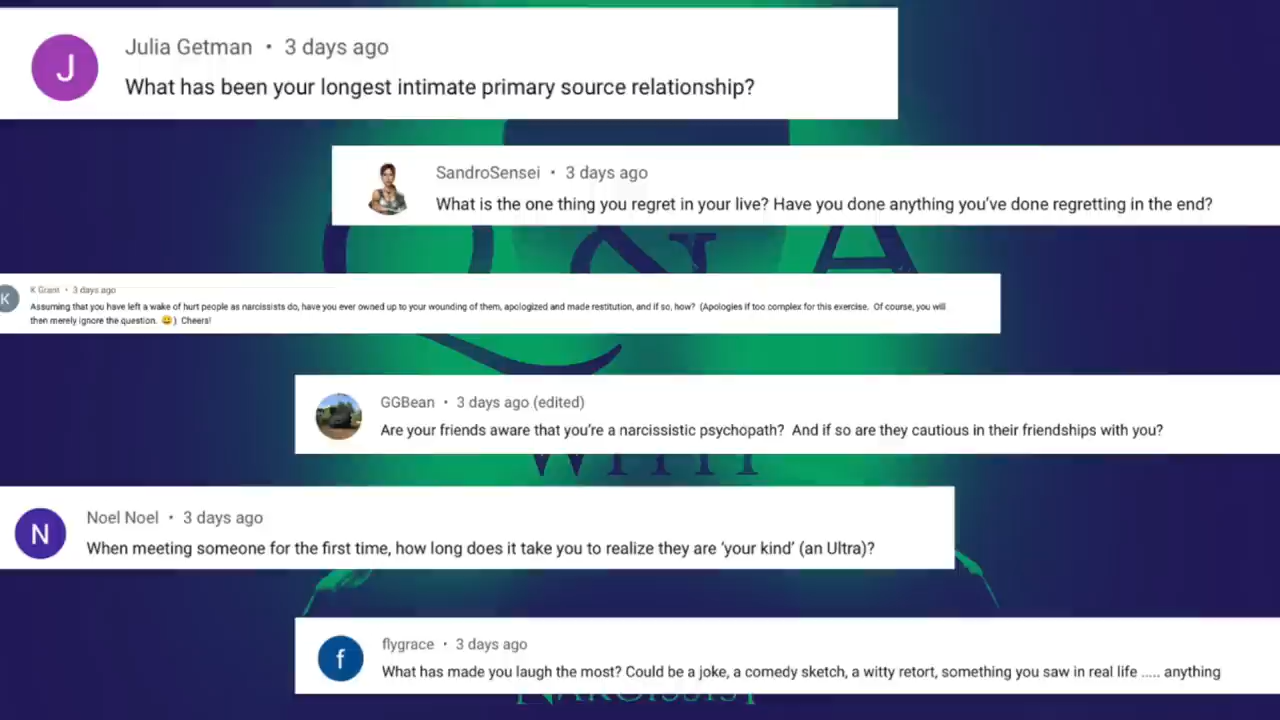 J
Julia Getman • 3 days ago
What has been your longest intimate primary source relationship?
SandroSensei • 3 days ago
What is the one thing you regret in your live? Have you done anything you've done regretting in the end?
Q & A
K
K Grant • 3 days ago
Assuming that you have left a wake of hurt people as narcissists do, have you ever owned up to your wounding of them, apologized and made restitution, and if so, how? (Apologies if too complex for this exercise. Of course, you will
then merely ignore the question. 😀) Cheers!
GGBean • 3 days ago (edited)
Are your friends aware that you're a narcissistic psychopath? And if so are they cautious in their friendships with you?
WITH
N
Noel Noel • 3 days ago
When meeting someone for the first time, how long does it take you to realize they are 'your kind' (an Ultra)?
f
flygrace • 3 days ago
What has made you laugh the most? Could be a joke, a comedy sketch, a witty retort, something you saw in real life ..... anything
NARCISSIST